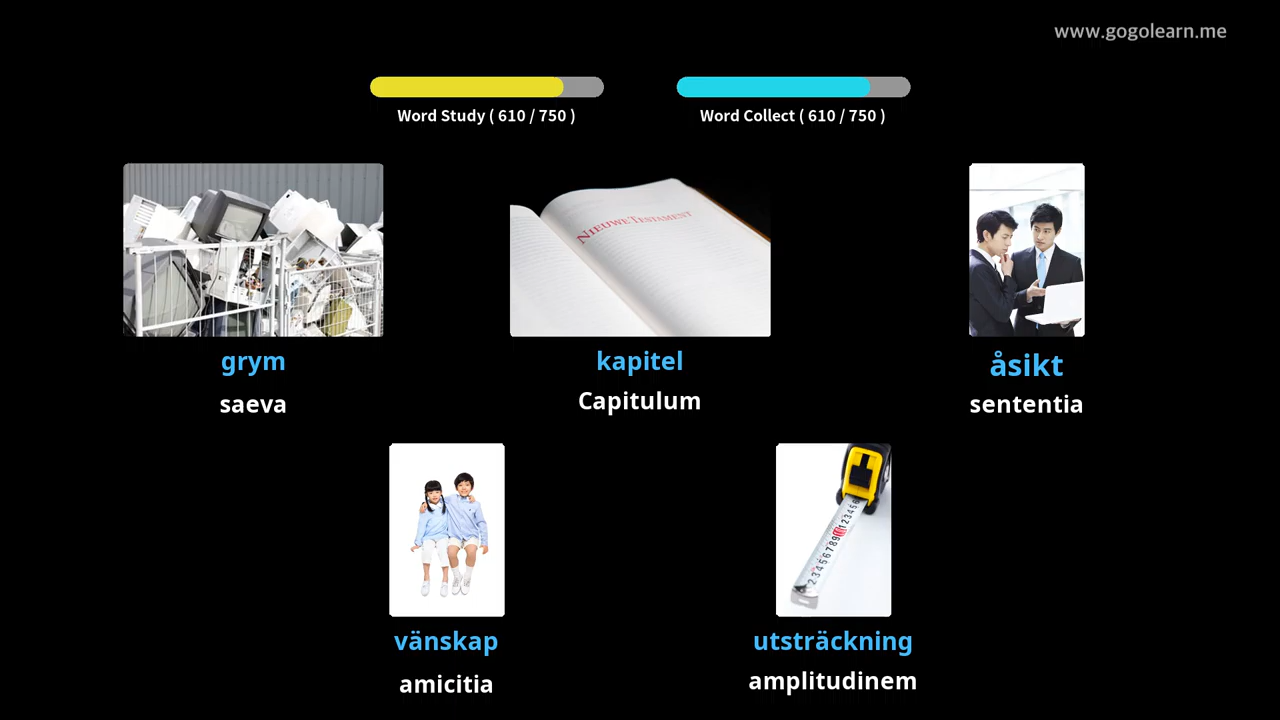 www.gogolearn.me
Word Study ( 610 / 750 )
Word Collect ( 610 / 750 )
NIEUWE TESTAMENT
grym
saeva
kapitel
Capitulum
åsikt
sententia
vänskap
amicitia
utsträckning
amplitudinem